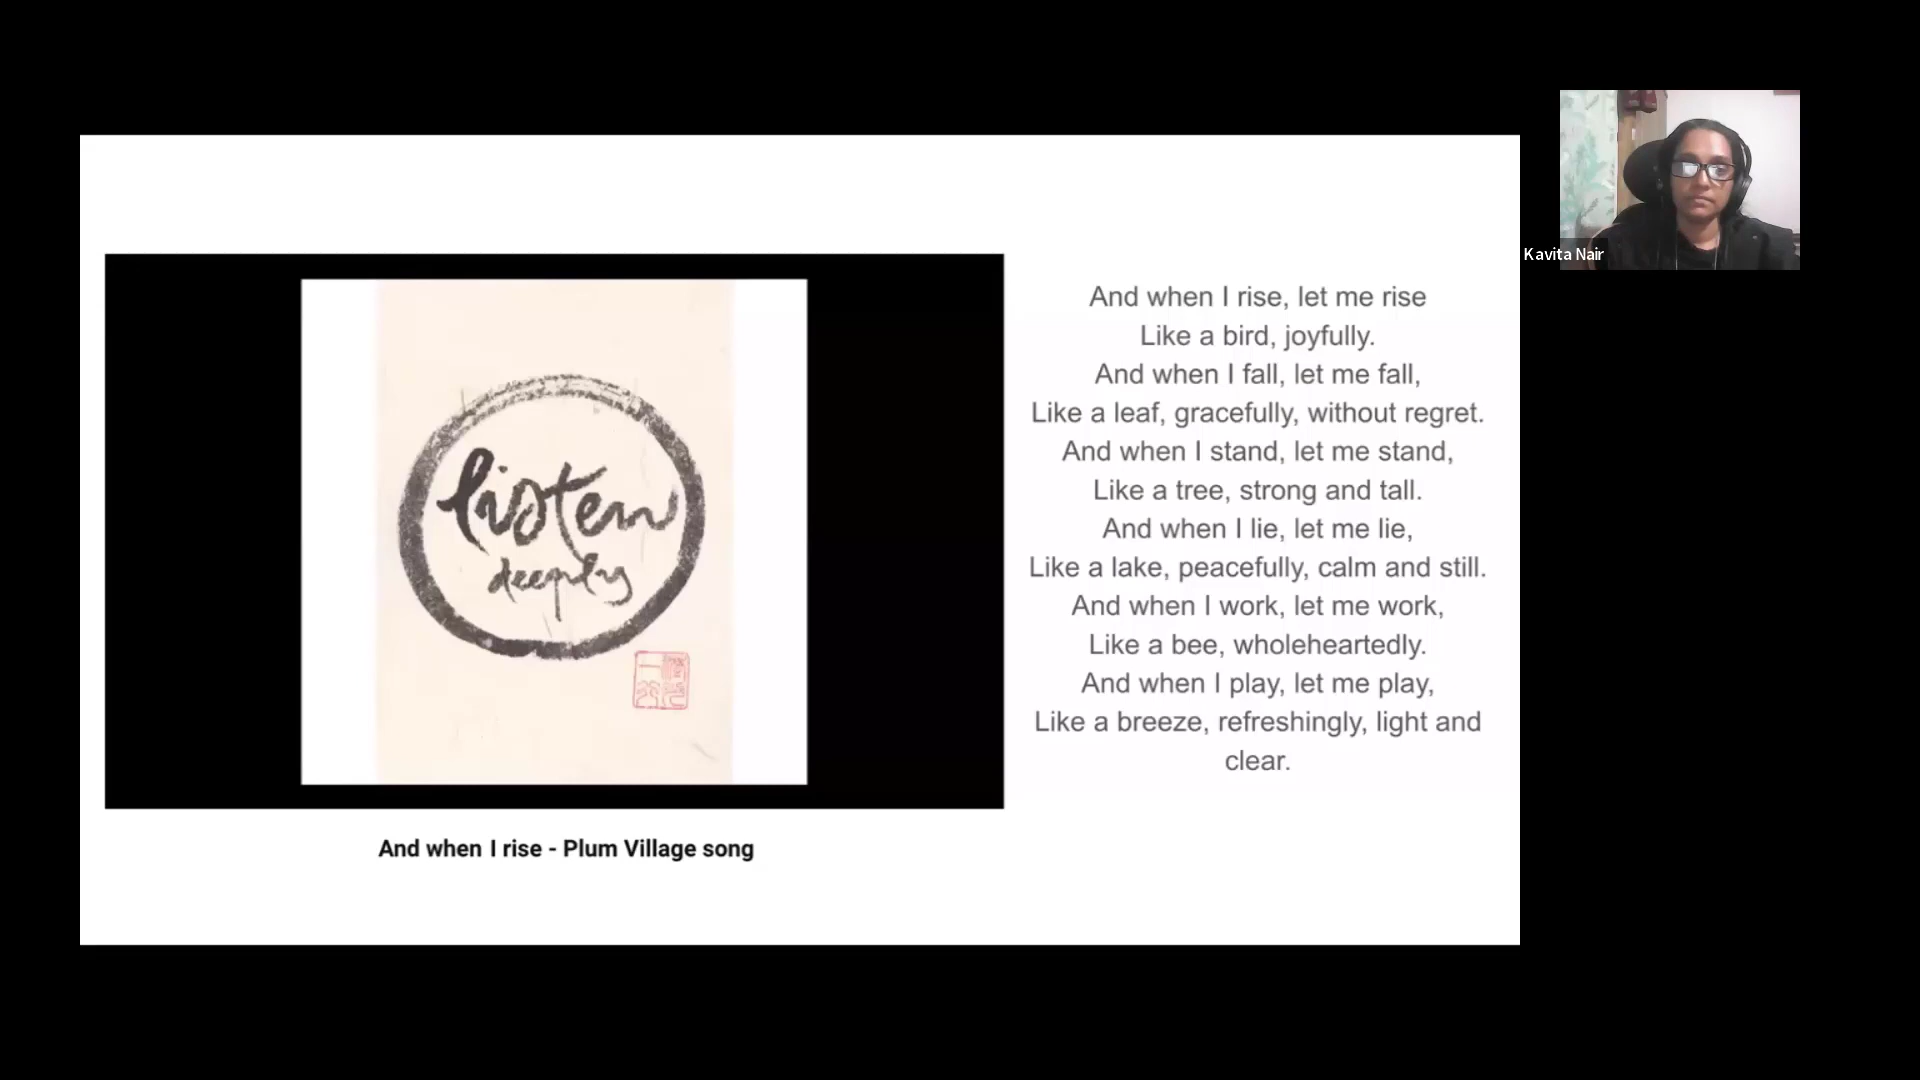 Kavita Nair
listen
deeply
And when I rise - Plum Village song
And when I rise, let me rise
Like a bird, joyfully.
And when I fall, let me fall,
Like a leaf, gracefully, without regret.
And when I stand, let me stand,
Like a tree, strong and tall.
And when I lie, let me lie,
Like a lake, peacefully, calm and still.
And when I work, let me work,
Like a bee, wholeheartedly.
And when I play, let me play,
Like a breeze, refreshingly, light and
clear.